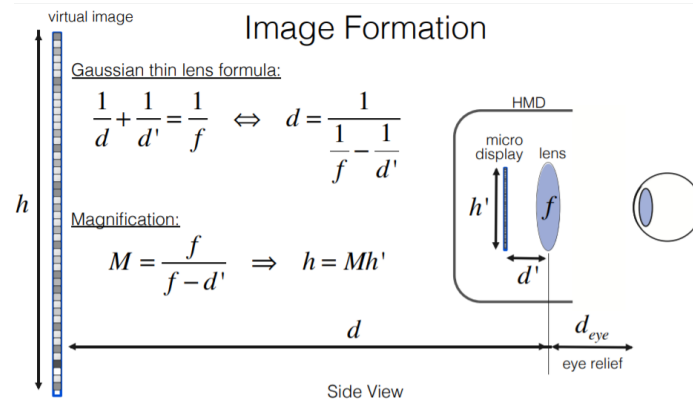 virtual image
Image Formation
Gaussian thin lens formula:
1/d + 1/d' = 1/f ⇔ d = 1/(1/f − 1/d')
HMD
micro
display
lens
h
h'
f
d'
Magnification:
M = f/(f − d') ⇒ h = Mh'
d
d_eye
eye relief
Side View